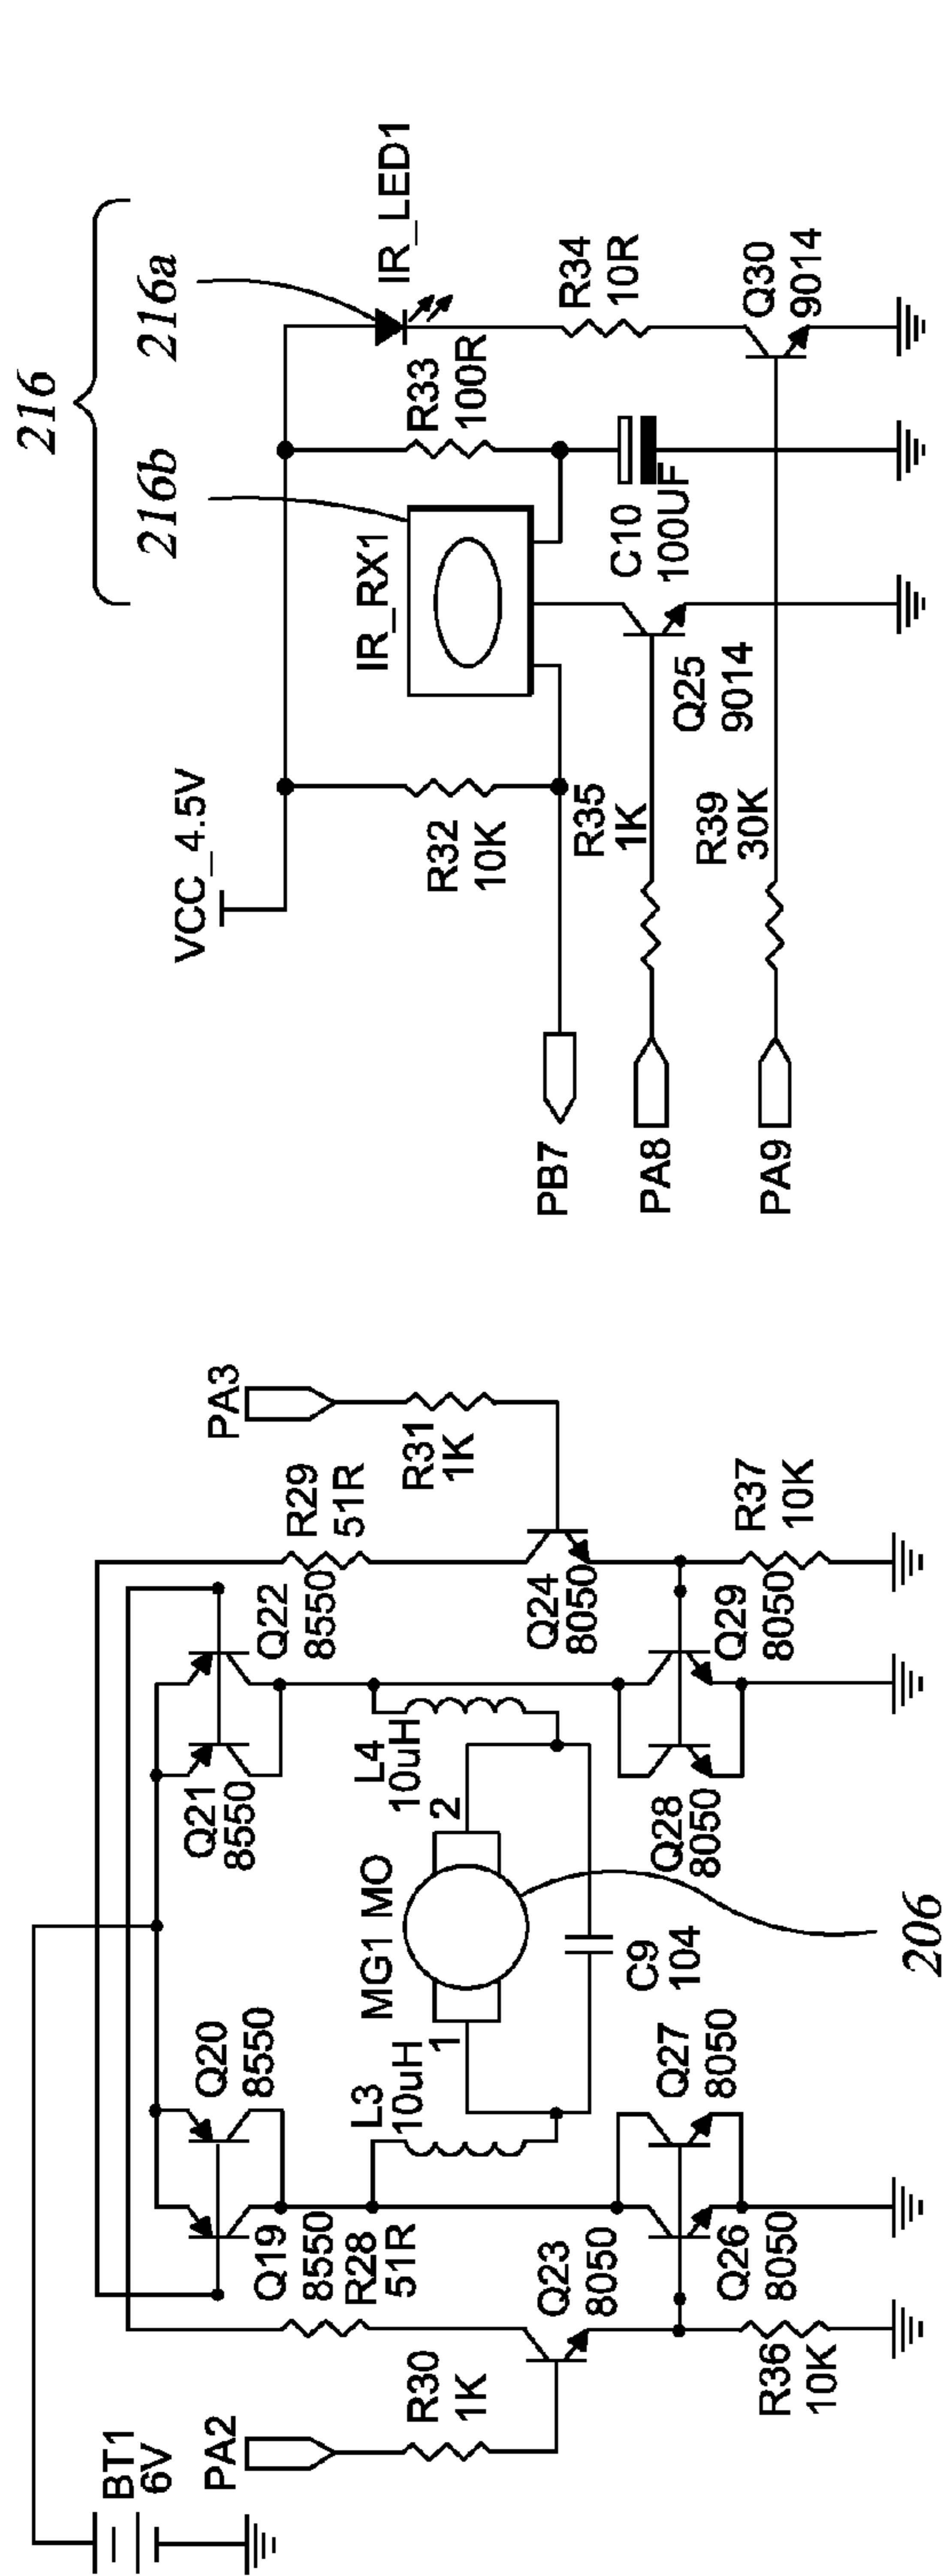 216
216b
216a
VCC_4.5V
IR_RX1
IR_LED1
R32
10K
R33
100R
R34
10R
C10
100UF
PB7
R35
1K
PA8
Q25
9014
R39
30K
PA9
Q30
9014
BT1
6V
PA2
R30
1K
Q19
8550
Q20
8550
Q21
8550
Q22
8550
R28
51R
R29
51R
PA3
R31
1K
L3
10uH
MG1 MO
1
2
L4
10uH
C9
104
Q23
8050
Q24
8050
Q26
8050
Q27
8050
Q28
8050
Q29
8050
R36
10K
R37
10K
206